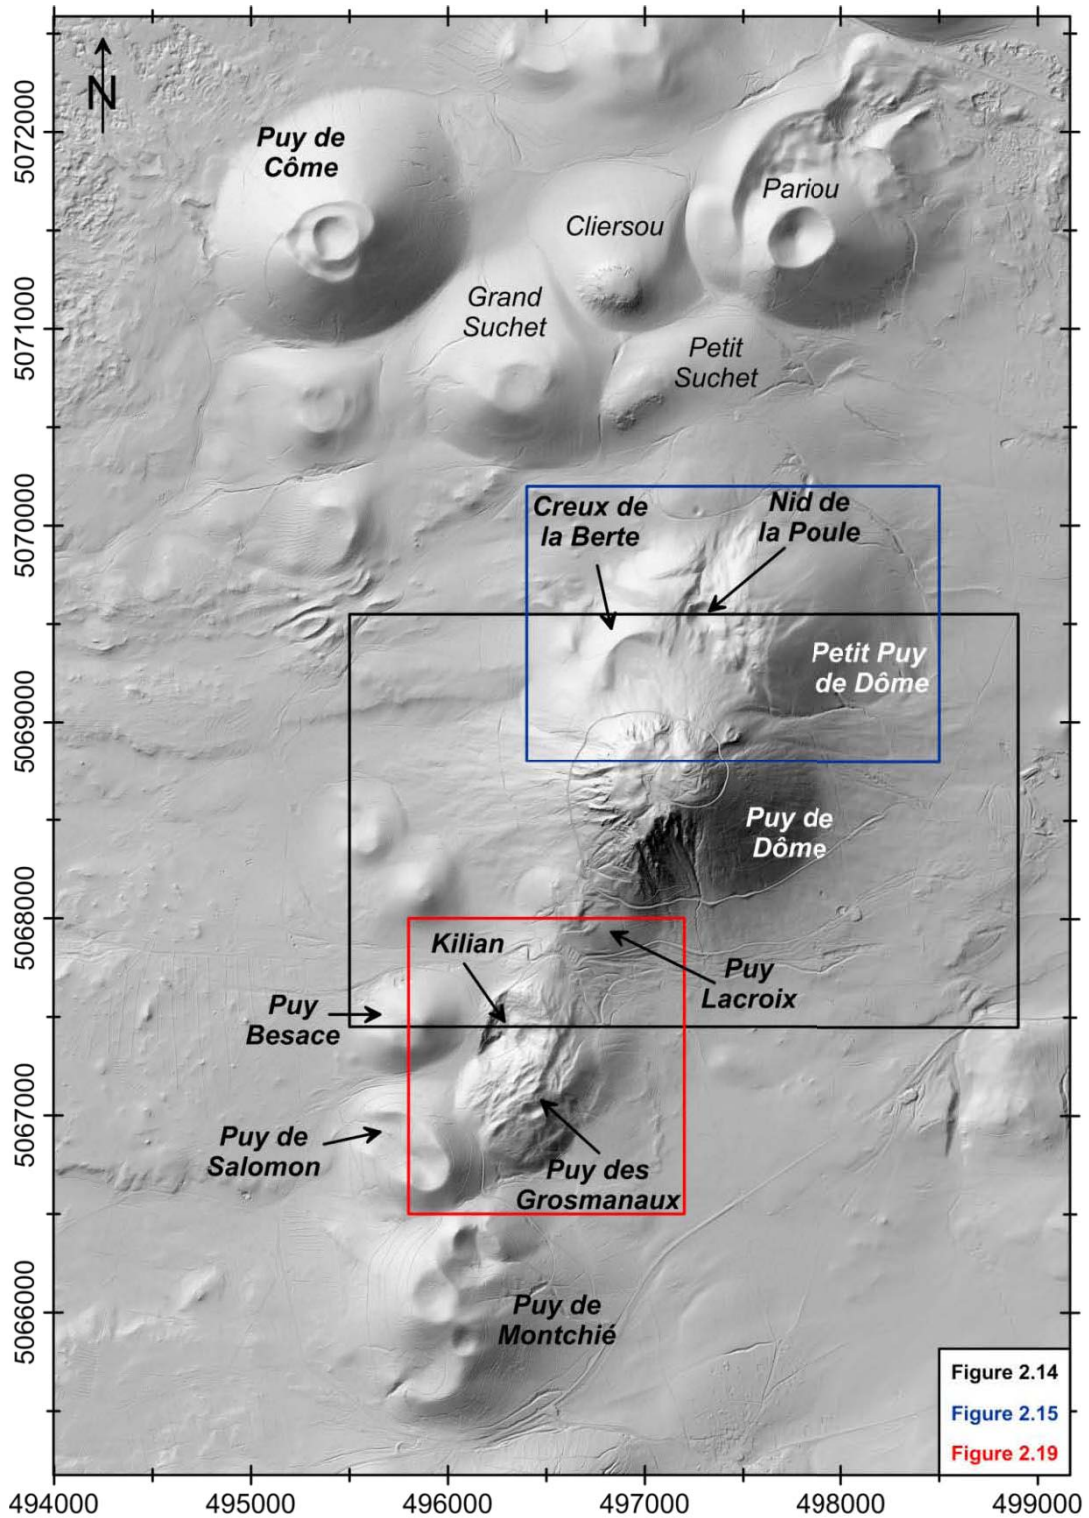 N
5072000
5071000
5070000
5069000
5068000
5067000
5066000
Puy de
Côme
Cliersou
Pariou
Grand
Suchet
Petit
Suchet
Creux de
la Berte
Nid de
la Poule
Petit Puy
de Dôme
Puy de
Dôme
Kilian
Puy
Lacroix
Puy
Besace
Puy de
Salomon
Puy des
Grosmanaux
Puy de
Montchié
Figure 2.14
Figure 2.15
Figure 2.19
494000
495000
496000
497000
498000
499000